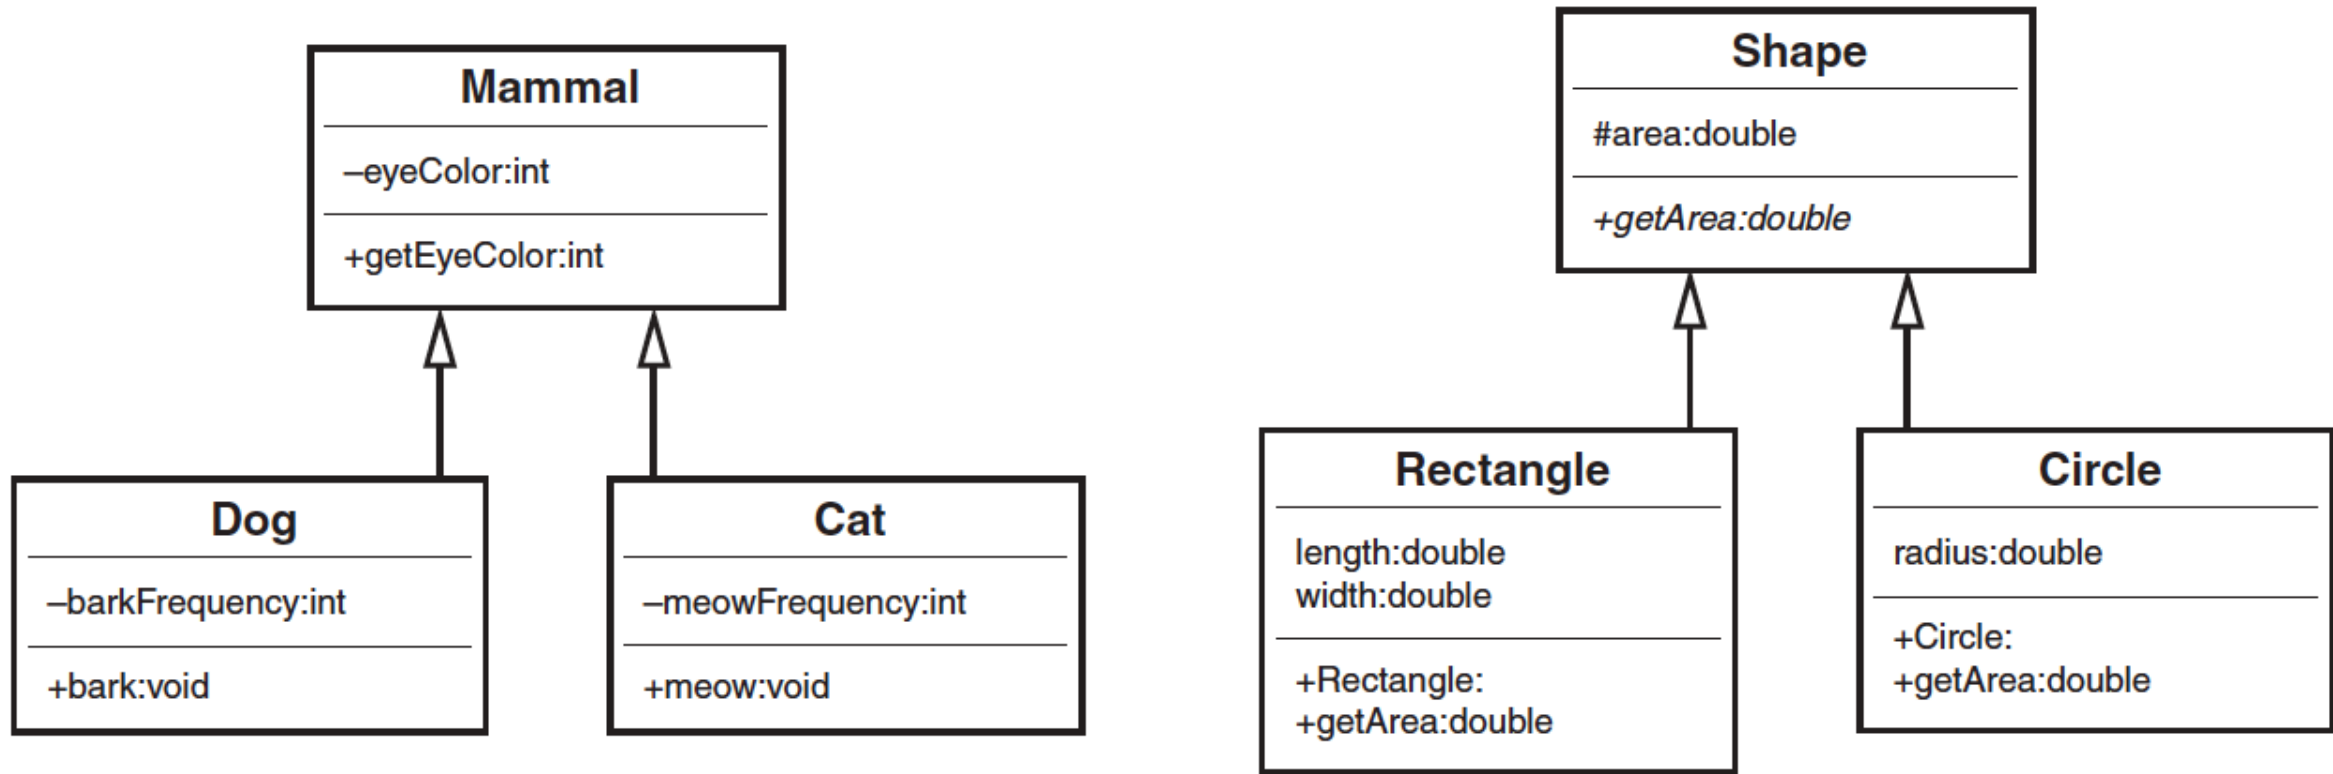 Mammal
–eyeColor:int
+getEyeColor:int
Dog
–barkFrequency:int
+bark:void
Cat
–meowFrequency:int
+meow:void
Shape
#area:double
+getArea:double
Rectangle
length:double
width:double
+Rectangle:
+getArea:double
Circle
radius:double
+Circle:
+getArea:double